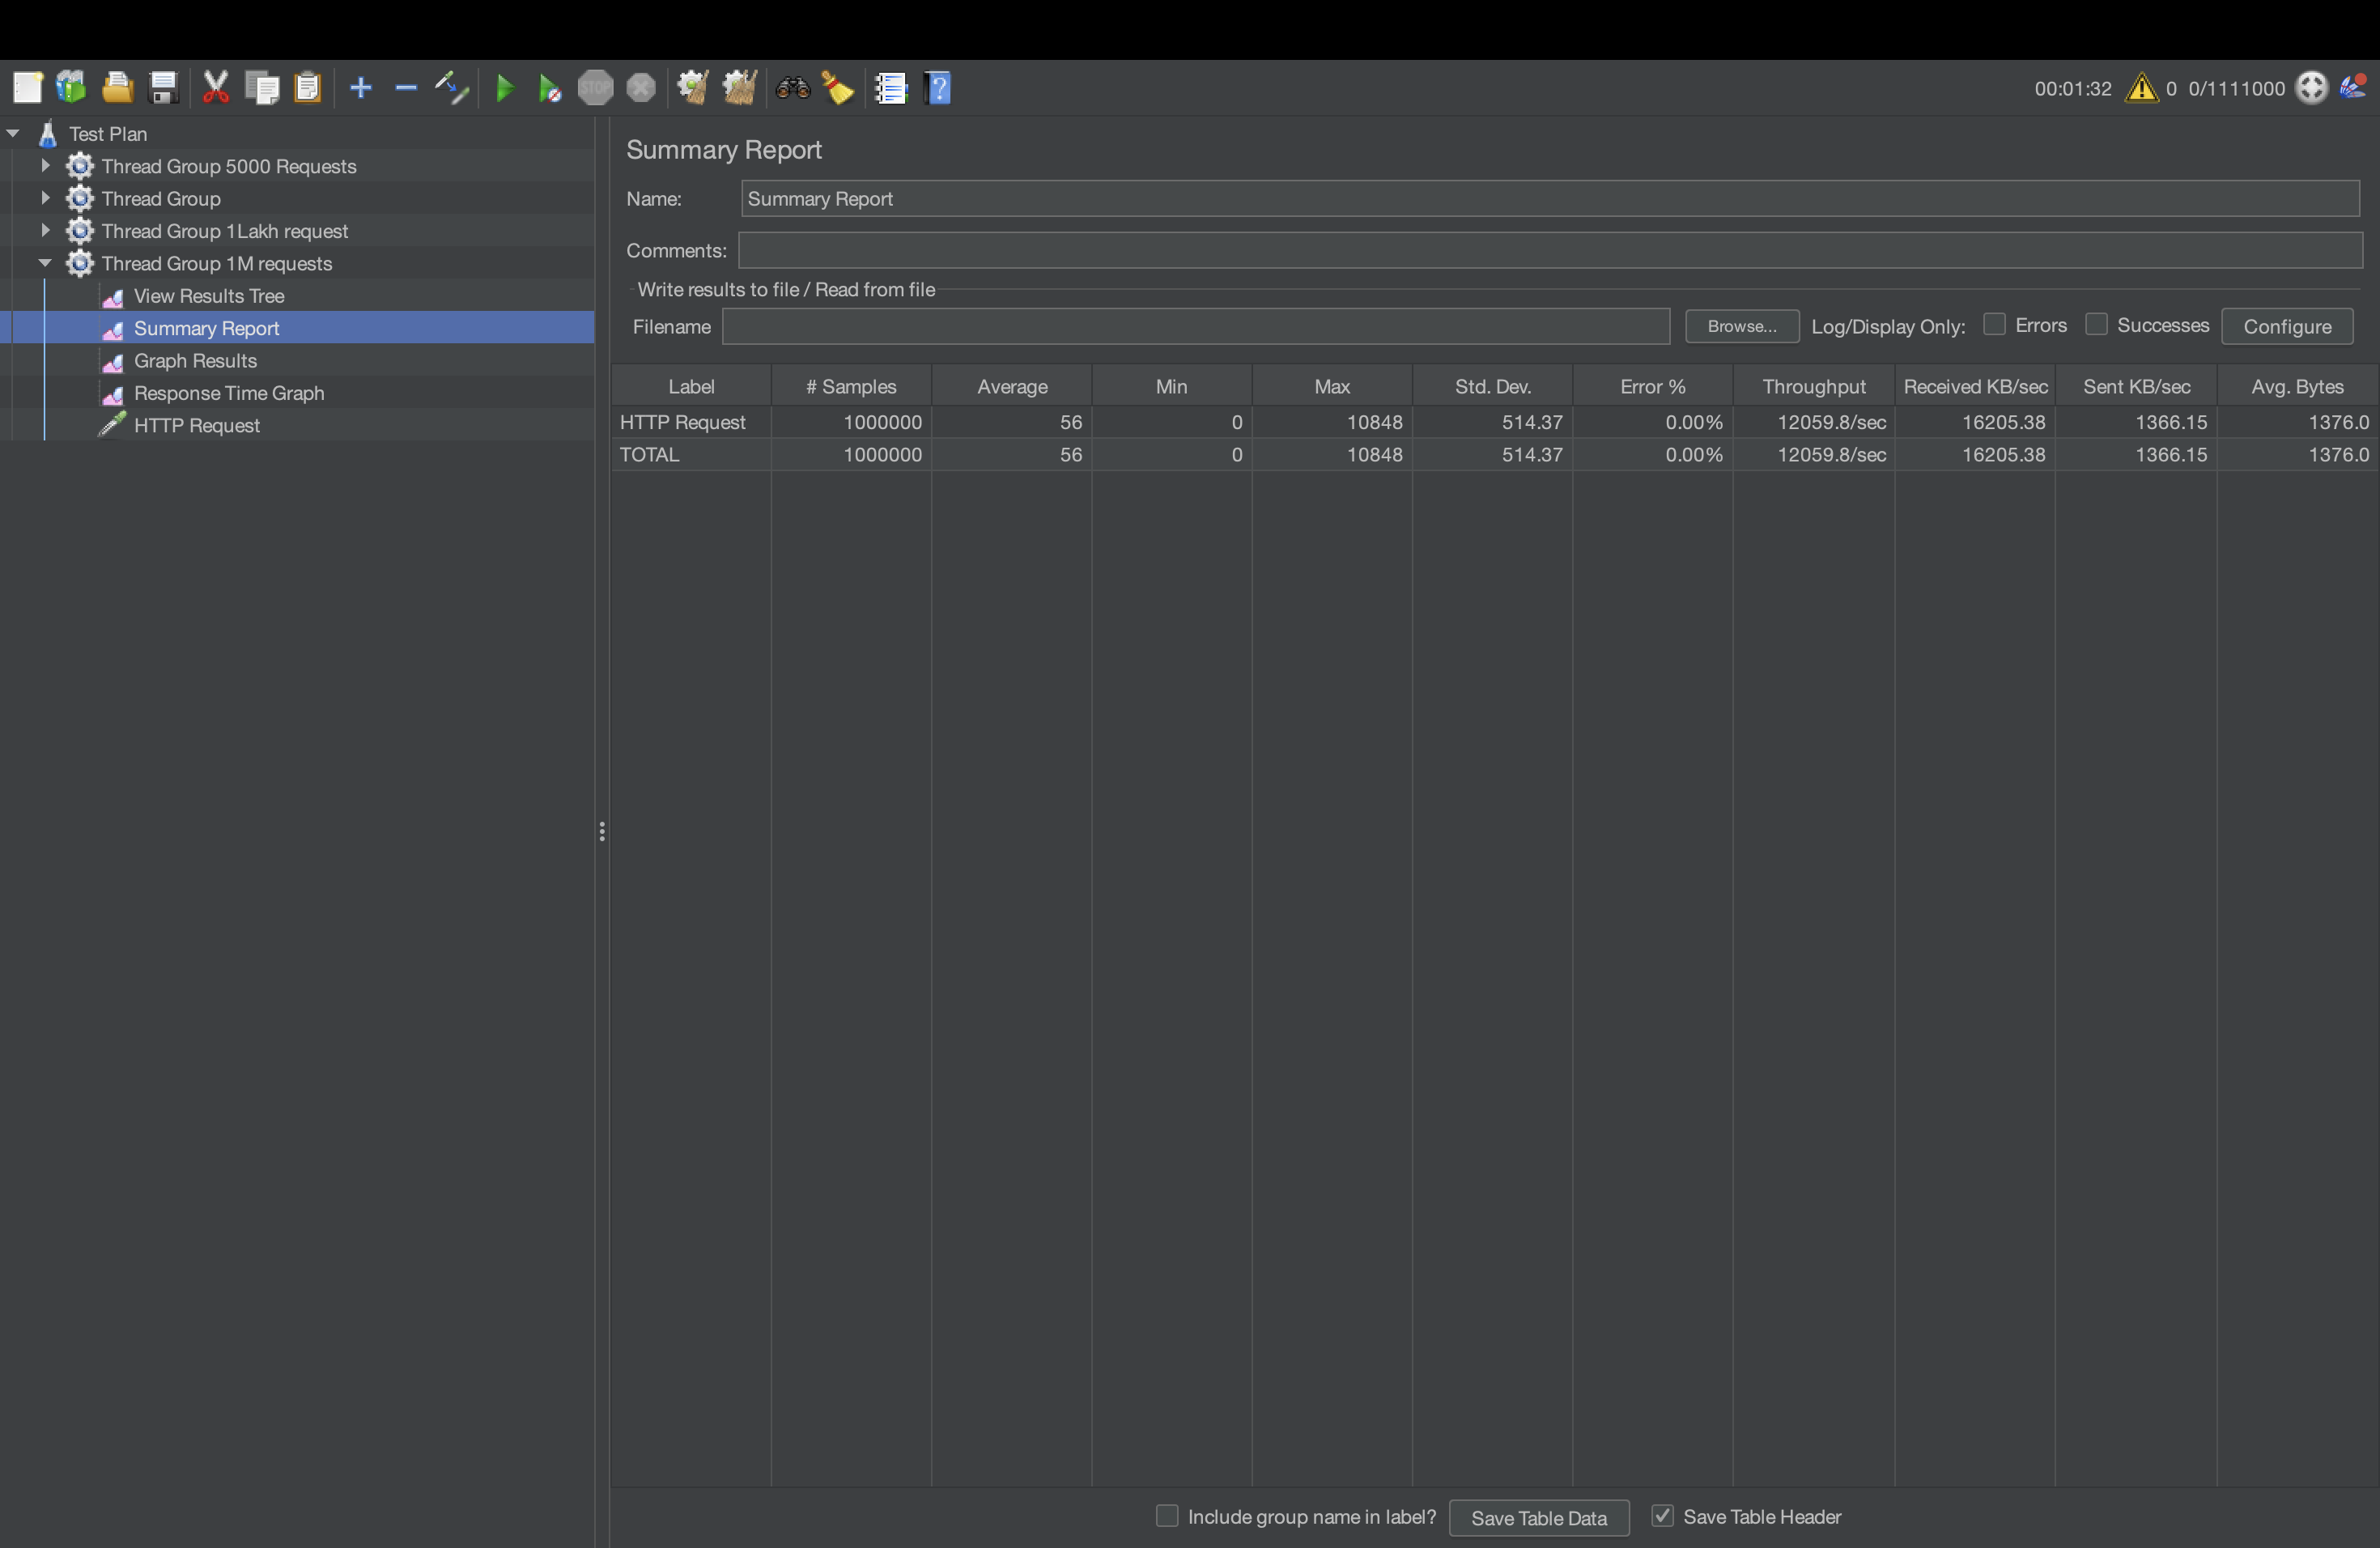 00:01:32 0 0/1111000
Test Plan
Thread Group 5000 Requests
Thread Group
Thread Group 1Lakh request
Thread Group 1M requests
View Results Tree
Summary Report
Graph Results
Response Time Graph
HTTP Request
Summary Report
Name: Summary Report
Comments:
Write results to file / Read from file
Filename Browse... Log/Display Only: Errors Successes Configure
Label # Samples Average Min Max Std. Dev. Error % Throughput Received KB/sec Sent KB/sec Avg. Bytes
HTTP Request 1000000 56 0 10848 514.37 0.00% 12059.8/sec 16205.38 1366.15 1376.0
TOTAL 1000000 56 0 10848 514.37 0.00% 12059.8/sec 16205.38 1366.15 1376.0
Include group name in label? Save Table Data Save Table Header